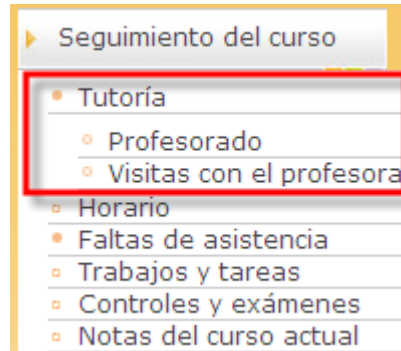 Seguimiento del curso
Tutoría
Profesorado
Visitas con el profesora
Horario
Faltas de asistencia
Trabajos y tareas
Controles y exámenes
Notas del curso actual